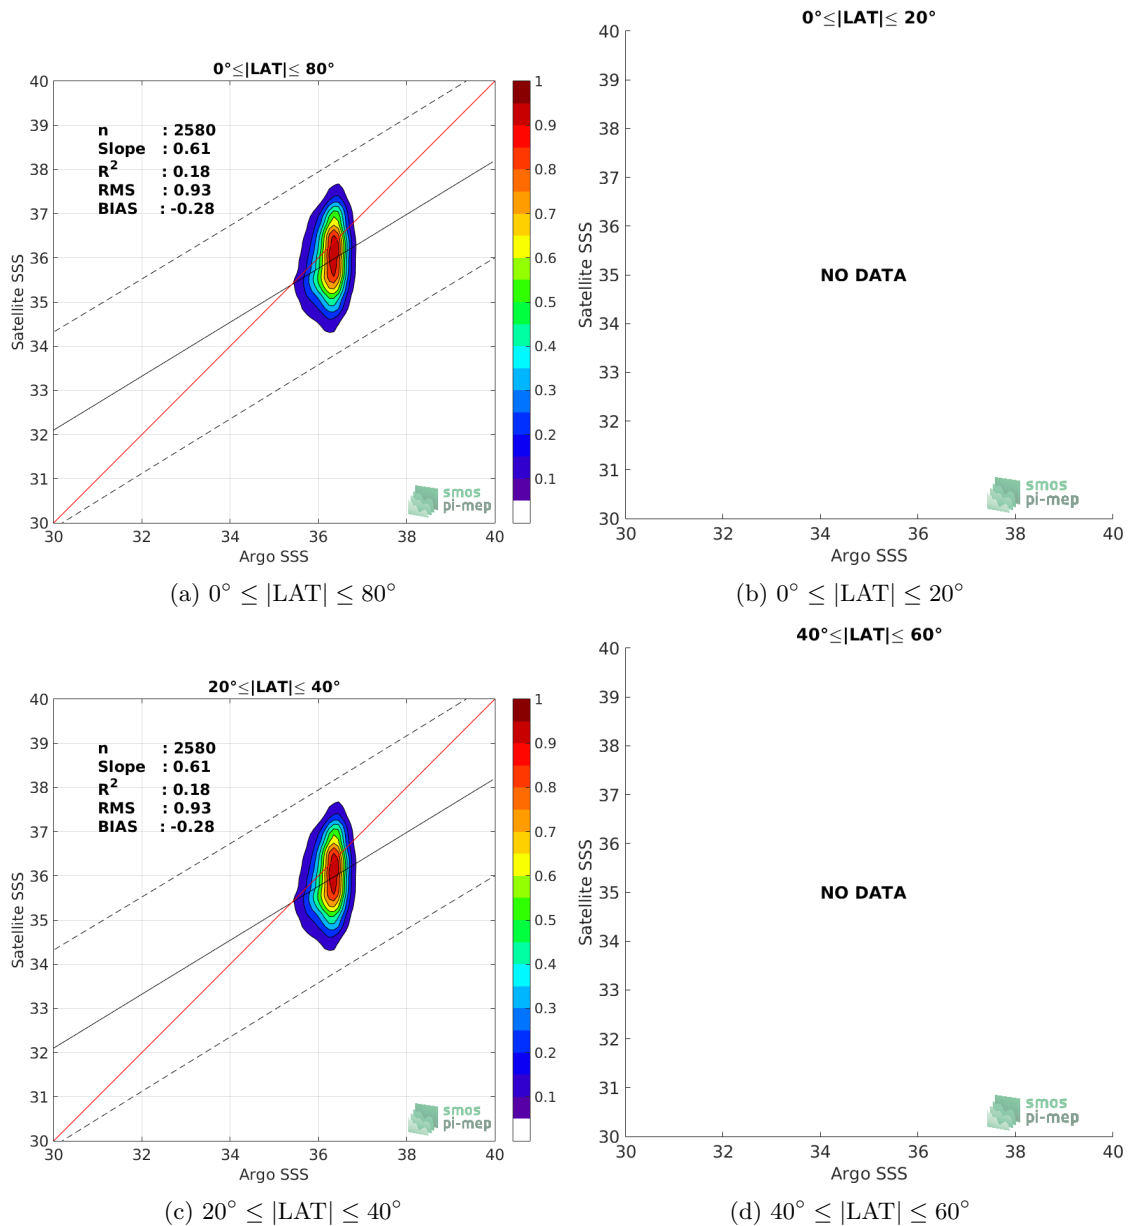 0°≤|LAT|≤ 80°
40
39
38
37
36
35
34
33
32
31
30
Satellite SSS
n : 2580
Slope : 0.61
R² : 0.18
RMS : 0.93
BIAS : -0.28
smos
pi-mep
30 32 34 36 38 40
Argo SSS
1
0.9
0.8
0.7
0.6
0.5
0.4
0.3
0.2
0.1
(a) 0° ≤ |LAT| ≤ 80°
0°≤|LAT|≤ 20°
40
39
38
37
36
35
34
33
32
31
30
Satellite SSS
NO DATA
smos
pi-mep
30 32 34 36 38 40
Argo SSS
(b) 0° ≤ |LAT| ≤ 20°
20°≤|LAT|≤ 40°
40
39
38
37
36
35
34
33
32
31
30
Satellite SSS
n : 2580
Slope : 0.61
R² : 0.18
RMS : 0.93
BIAS : -0.28
smos
pi-mep
30 32 34 36 38 40
Argo SSS
1
0.9
0.8
0.7
0.6
0.5
0.4
0.3
0.2
0.1
(c) 20° ≤ |LAT| ≤ 40°
40°≤|LAT|≤ 60°
40
39
38
37
36
35
34
33
32
31
30
Satellite SSS
NO DATA
smos
pi-mep
30 32 34 36 38 40
Argo SSS
(d) 40° ≤ |LAT| ≤ 60°